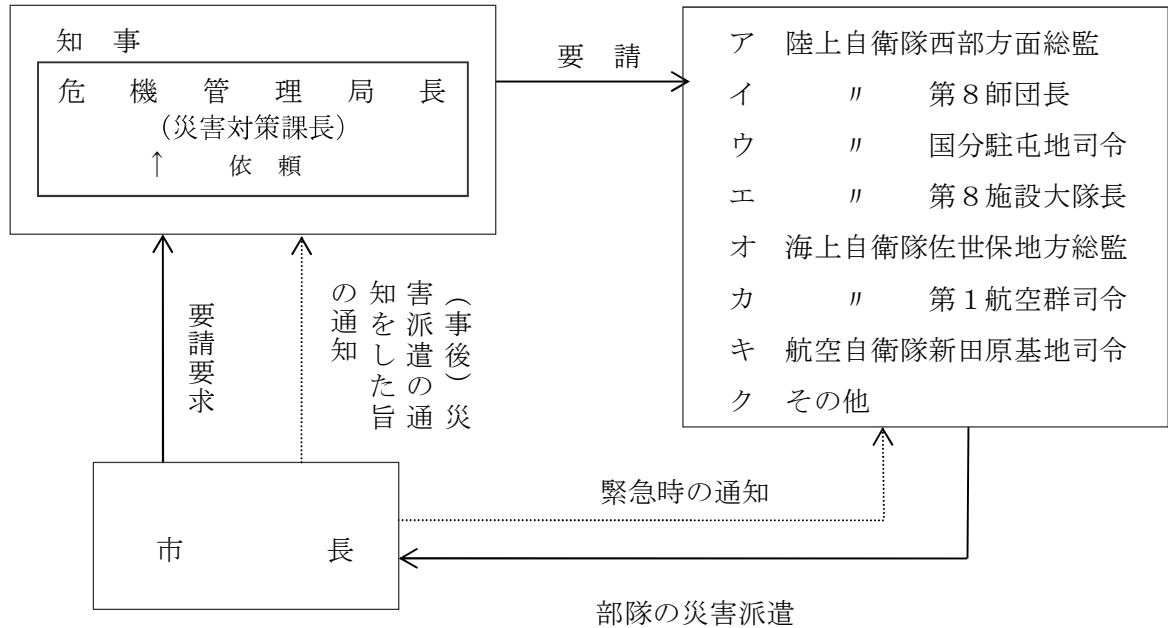 知 事
危 機 管 理 局 長
(災害対策課長)
↑ 依 頼
要 請
ア 陸上自衛隊西部方面総監
イ 〃 第8師団長
ウ 〃 国分駐屯地司令
エ 〃 第8施設大隊長
オ 海上自衛隊佐世保地方総監
カ 〃 第1航空群司令
キ 航空自衛隊新田原基地司令
ク その他
要請要求
(事後)災
害派遣の通
知をした旨
の通知
緊急時の通知
市 長
部隊の災害派遣